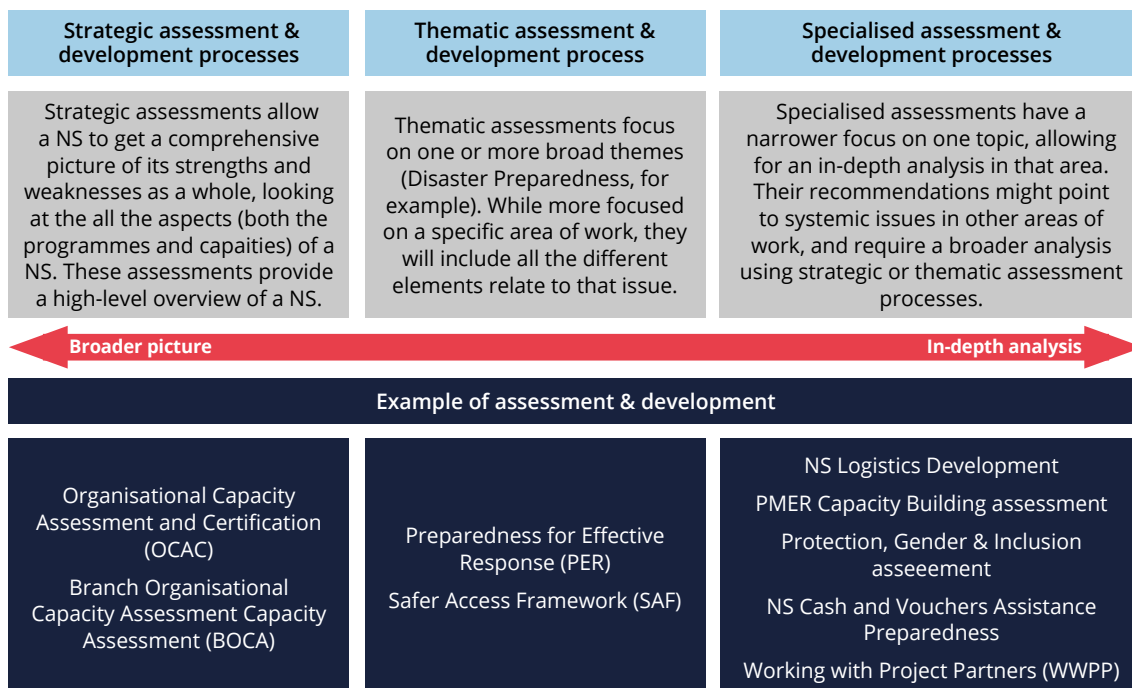 Strategic assessment &
development processes
Thematic assessment &
development process
Specialised assessment &
development processes
Strategic assessments allow
a NS to get a comprehensive
picture of its strengths and
weaknesses as a whole, looking
at the all the aspects (both the
programmes and capaities) of a
NS. These assessments provide
a high-level overview of a NS.
Thematic assessments focus
on one or more broad themes
(Disaster Preparedness, for
example). While more focused
on a specific area of work, they
will include all the different
elements relate to that issue.
Specialised assessments have a
narrower focus on one topic, allowing
for an in-depth analysis in that area.
Their recommendations might point
to systemic issues in other areas of
work, and require a broader analysis
using strategic or thematic assessment
processes.
Broader picture
In-depth analysis
Example of assessment & development
Organisational Capacity
Assessment and Certification
(OCAC)
Branch Organisational
Capacity Assessment Capacity
Assessment (BOCA)
Preparedness for Effective
Response (PER)
Safer Access Framework (SAF)
NS Logistics Development
PMER Capacity Building assessment
Protection, Gender & Inclusion
asseeement
NS Cash and Vouchers Assistance
Preparedness
Working with Project Partners (WWPP)